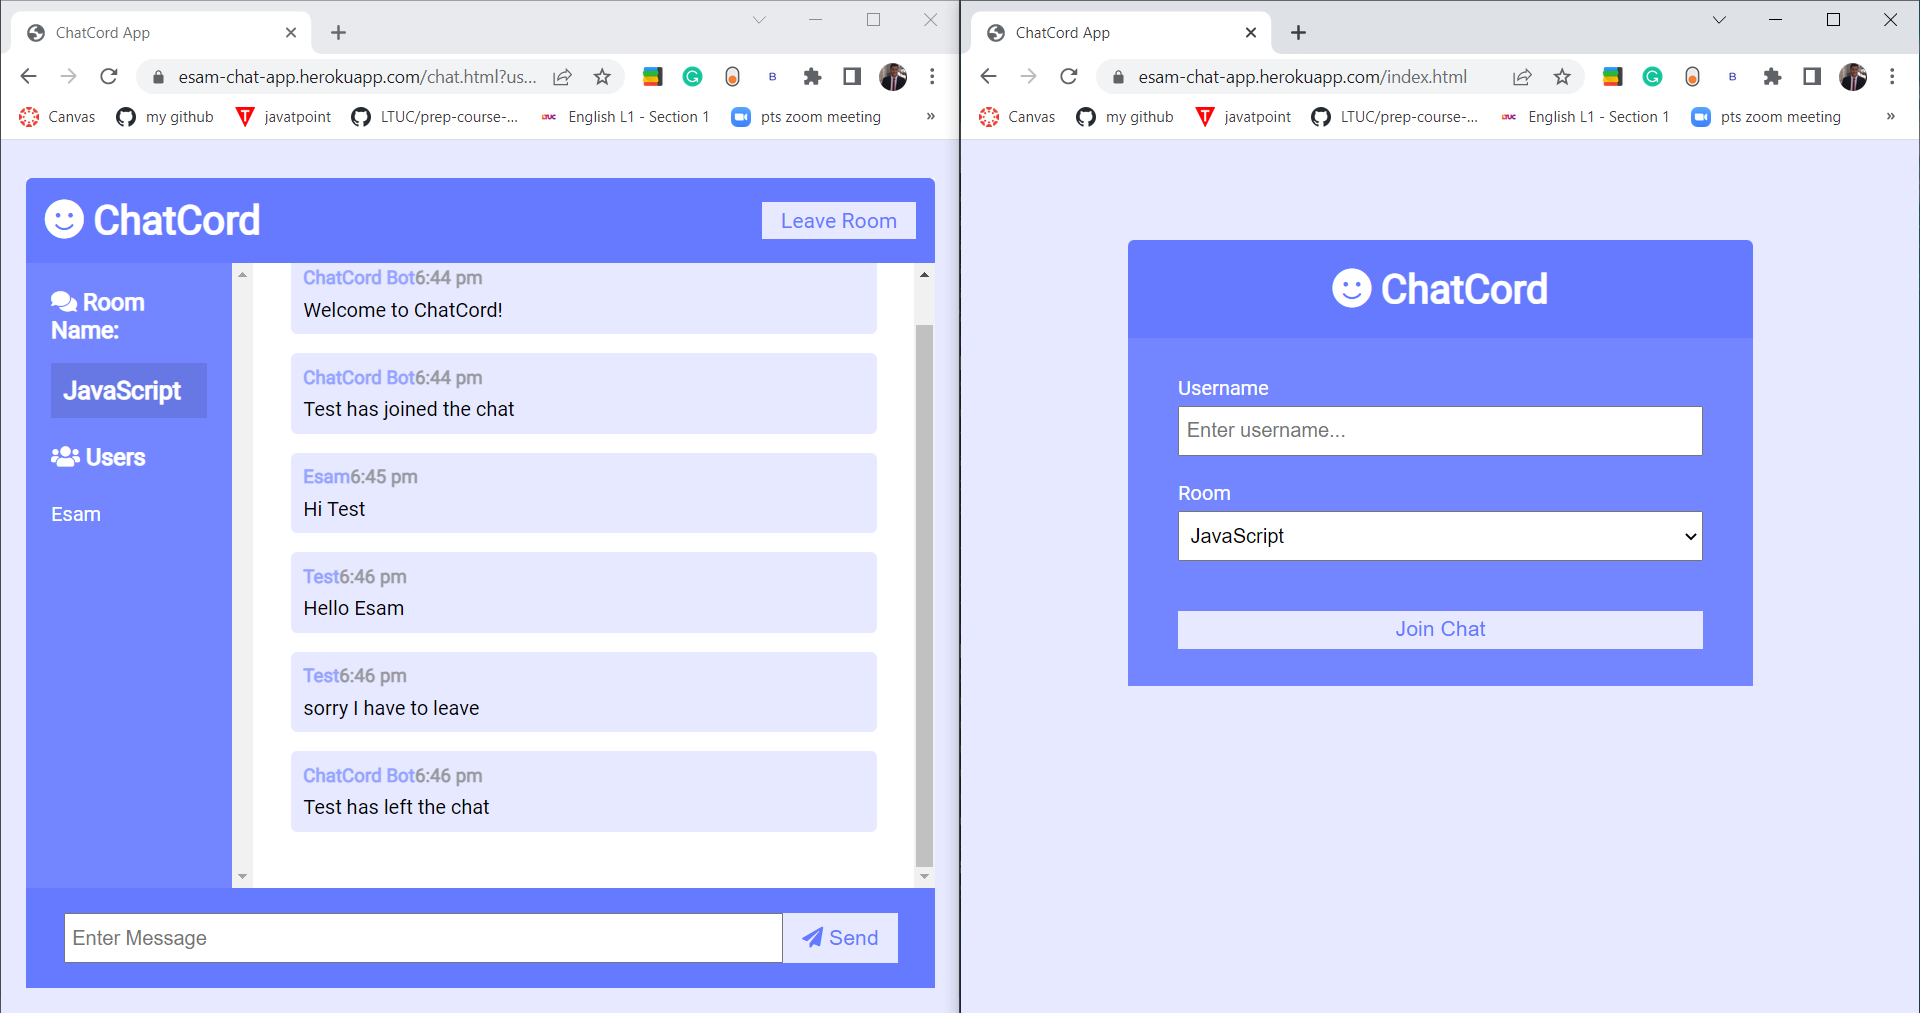 ChatCord App
esam-chat-app.herokuapp.com/chat.html?us...
B
Canvas
my github
javatpoint
LTUC/prep-course-...
LTUC
English L1 - Section 1
pts zoom meeting
»
ChatCord
Leave Room
Room
Name:
JavaScript
Users
Esam
ChatCord Bot6:44 pm
Welcome to ChatCord!
ChatCord Bot6:44 pm
Test has joined the chat
Esam6:45 pm
Hi Test
Test6:46 pm
Hello Esam
Test6:46 pm
sorry I have to leave
ChatCord Bot6:46 pm
Test has left the chat
Enter Message
Send
ChatCord App
esam-chat-app.herokuapp.com/index.html
B
Canvas
my github
javatpoint
LTUC/prep-course-...
LTUC
English L1 - Section 1
pts zoom meeting
»
ChatCord
Username
Enter username...
Room
JavaScript
Join Chat